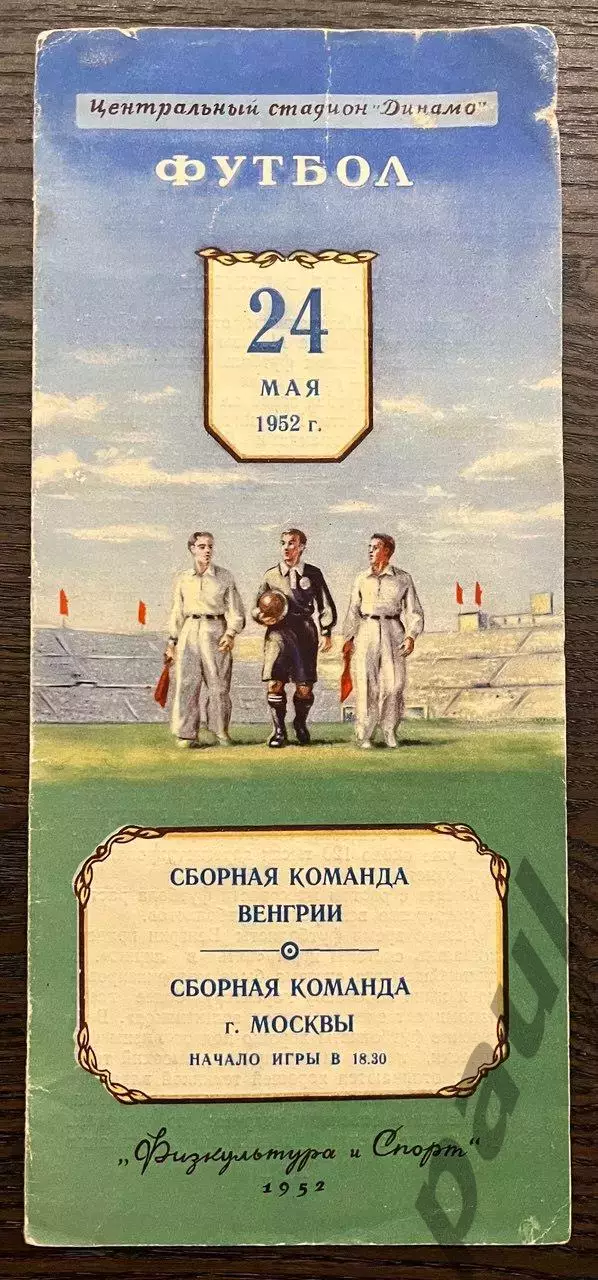 Центральный стадион "Динамо"
ФУТБОЛ
24
МАЯ
1952 г.
СБОРНАЯ КОМАНДА
ВЕНГРИИ
СБОРНАЯ КОМАНДА
г. МОСКВЫ
НАЧАЛО ИГРЫ В 18.30
„Физкультура и Спорт"
1952
paul